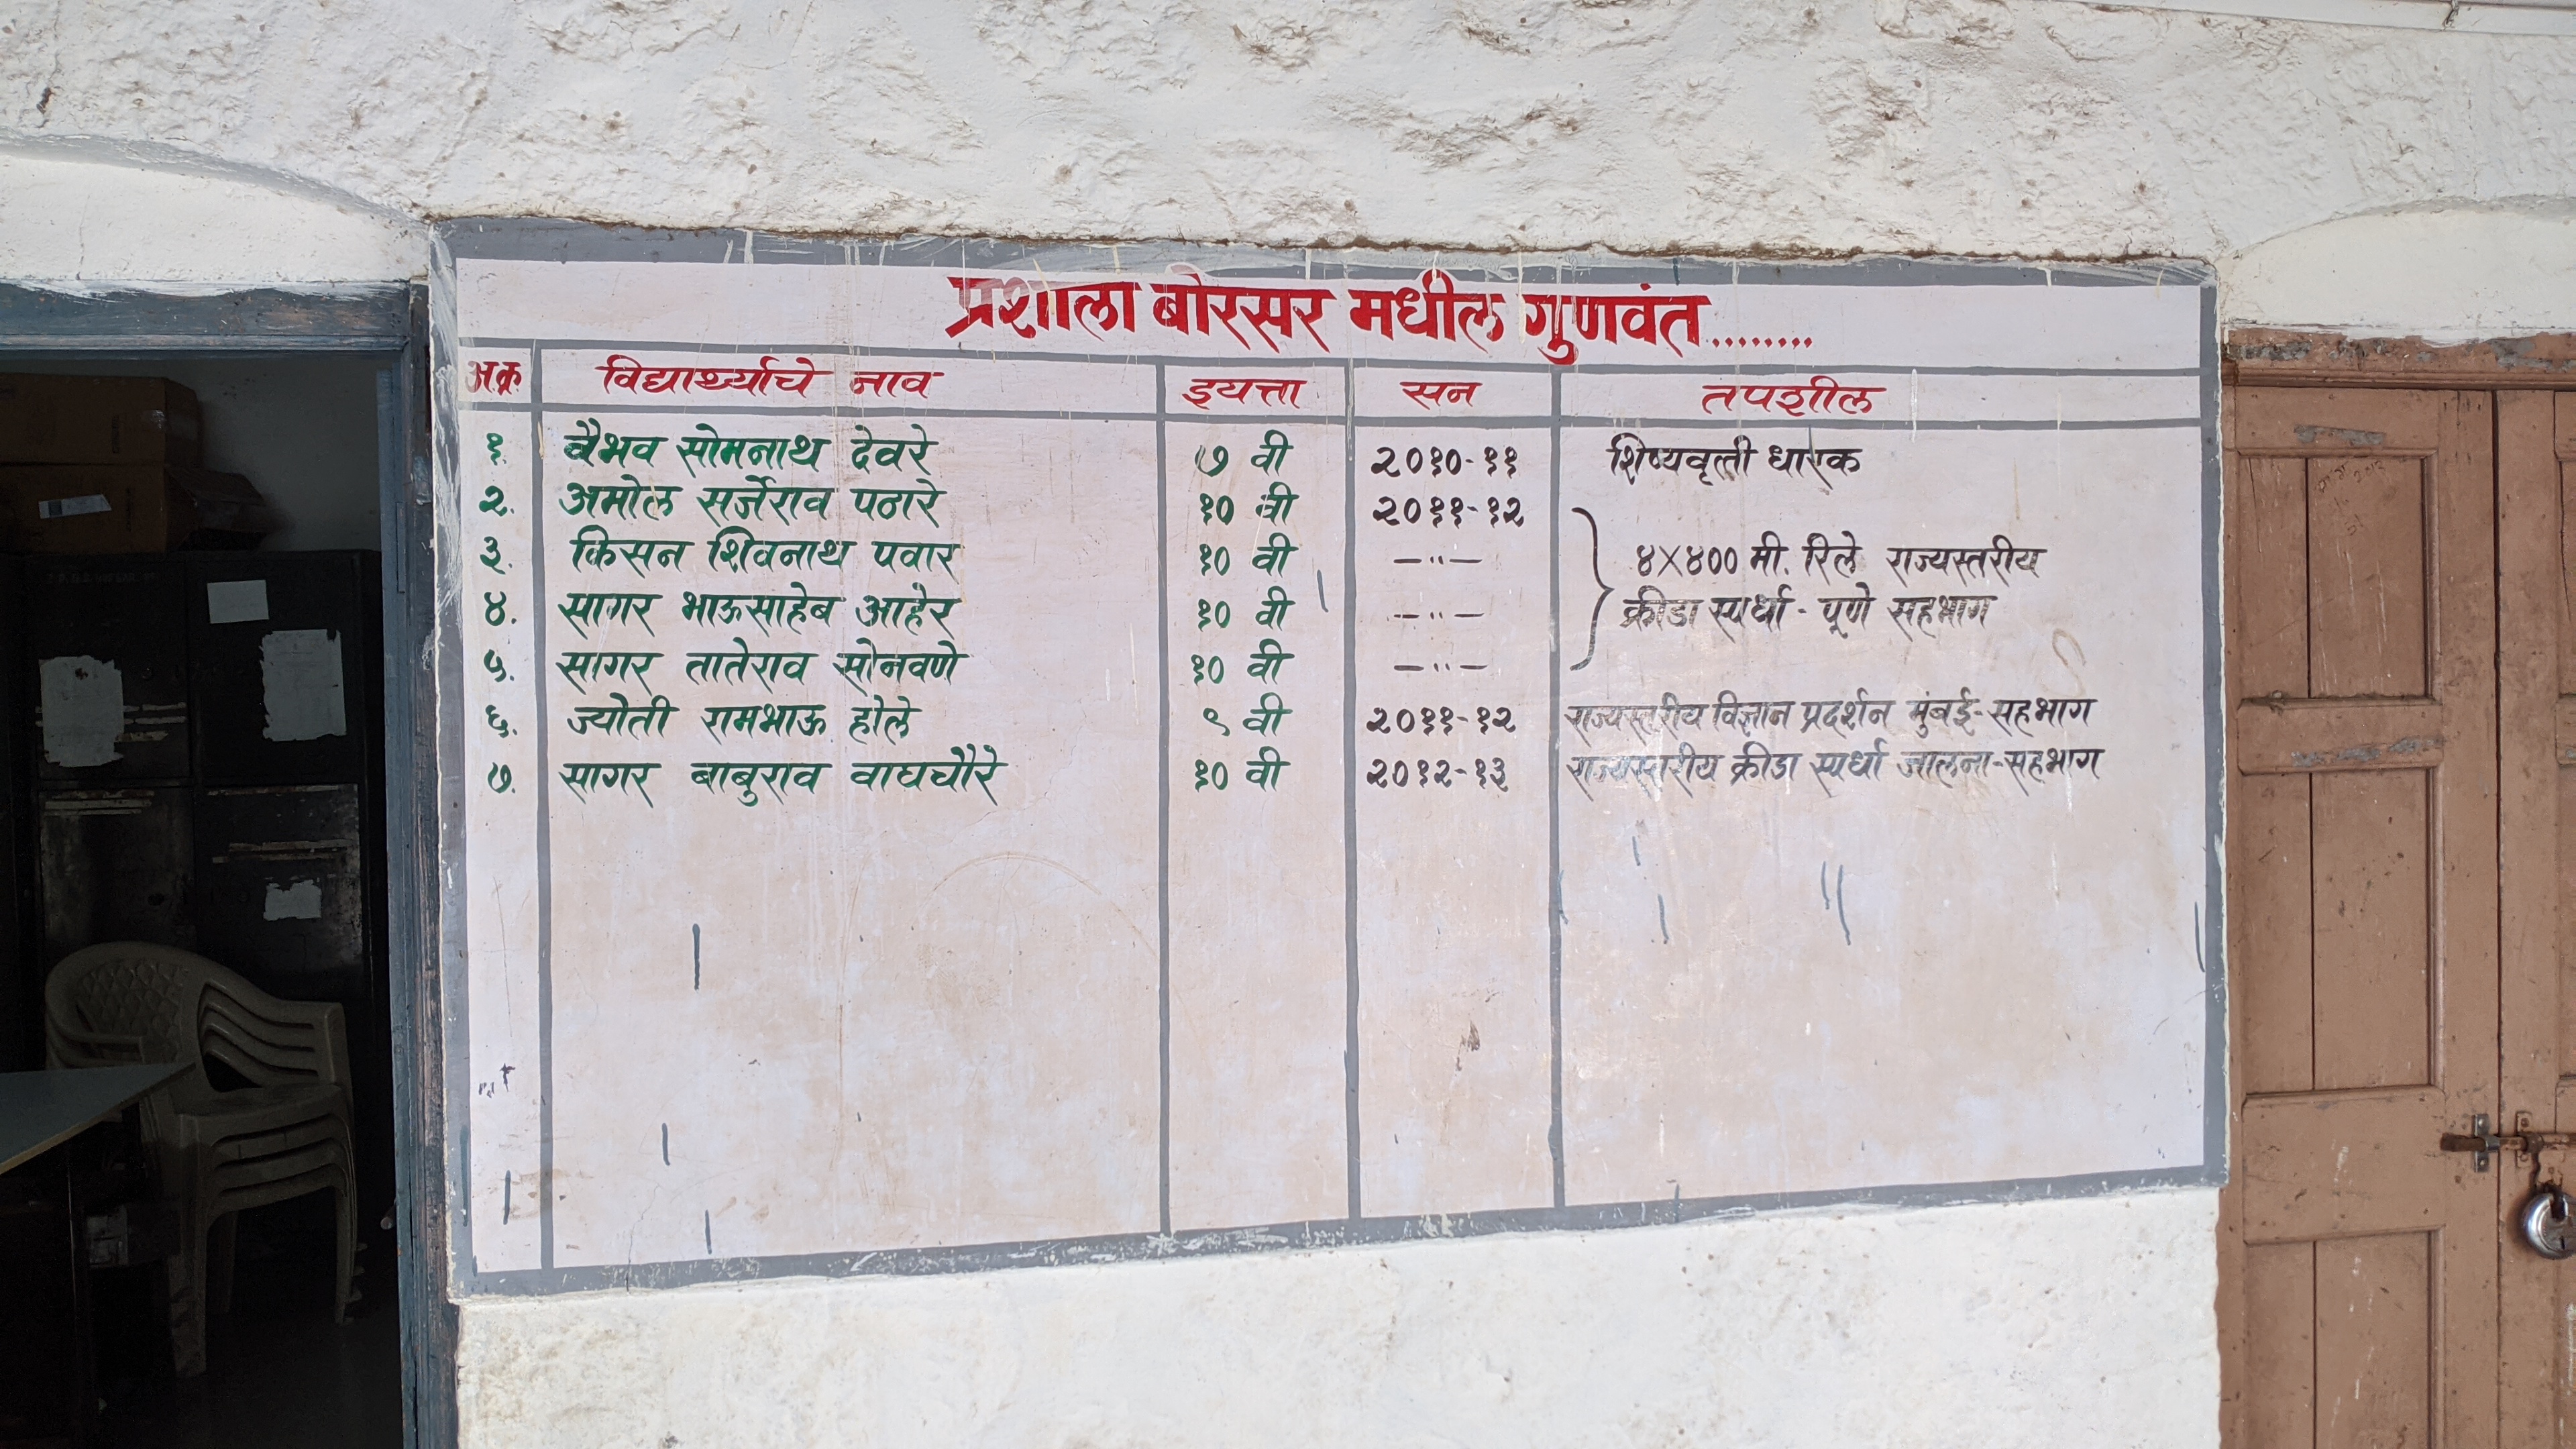 प्रशाला बोरसर मधील गुणवंत........
अ.क्र विद्यार्थ्याचे नाव इयत्ता सन तपशील
१. वैभव सोमनाथ देवरे ७ वी २०१०-११ शिष्यवृत्ती धारक
२. अमोल सर्जेराव पठारे १० वी २०११-१२
३. किसन शिवनाथ पवार १० वी —"— ४X४०० मी. रिले राज्यस्तरीय
४. सागर भाऊसाहेब आहेर १० वी —"— क्रीडा स्पर्धा - पूणे सहभाग
५. सागर तातेराव सोनवणे १० वी —"—
६. ज्योती रामभाऊ होले ९ वी २०११-१२ राज्यस्तरीय विज्ञान प्रदर्शन मुंबई-सहभाग
७. सागर बाबुराव वाघचौरे १० वी २०१२-१३ राज्यस्तरीय क्रीडा स्पर्धा जालना-सहभाग